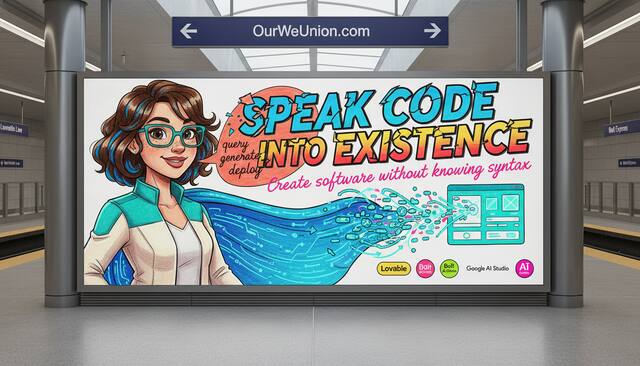 OurWeUnion.com
SPEAK CODE
INTO EXISTENCE
query
generate
deploy
Create software without knowing syntax
Lovable
Bolt
Google AI Studio
AI